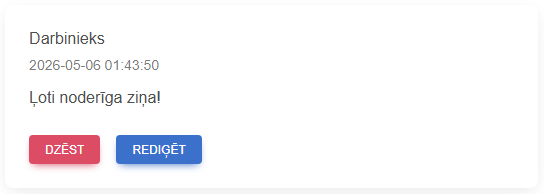 Darbinieks
2026-05-06 01:43:50
Ļoti noderīga ziņa!
DZĒST REDIĢĒT